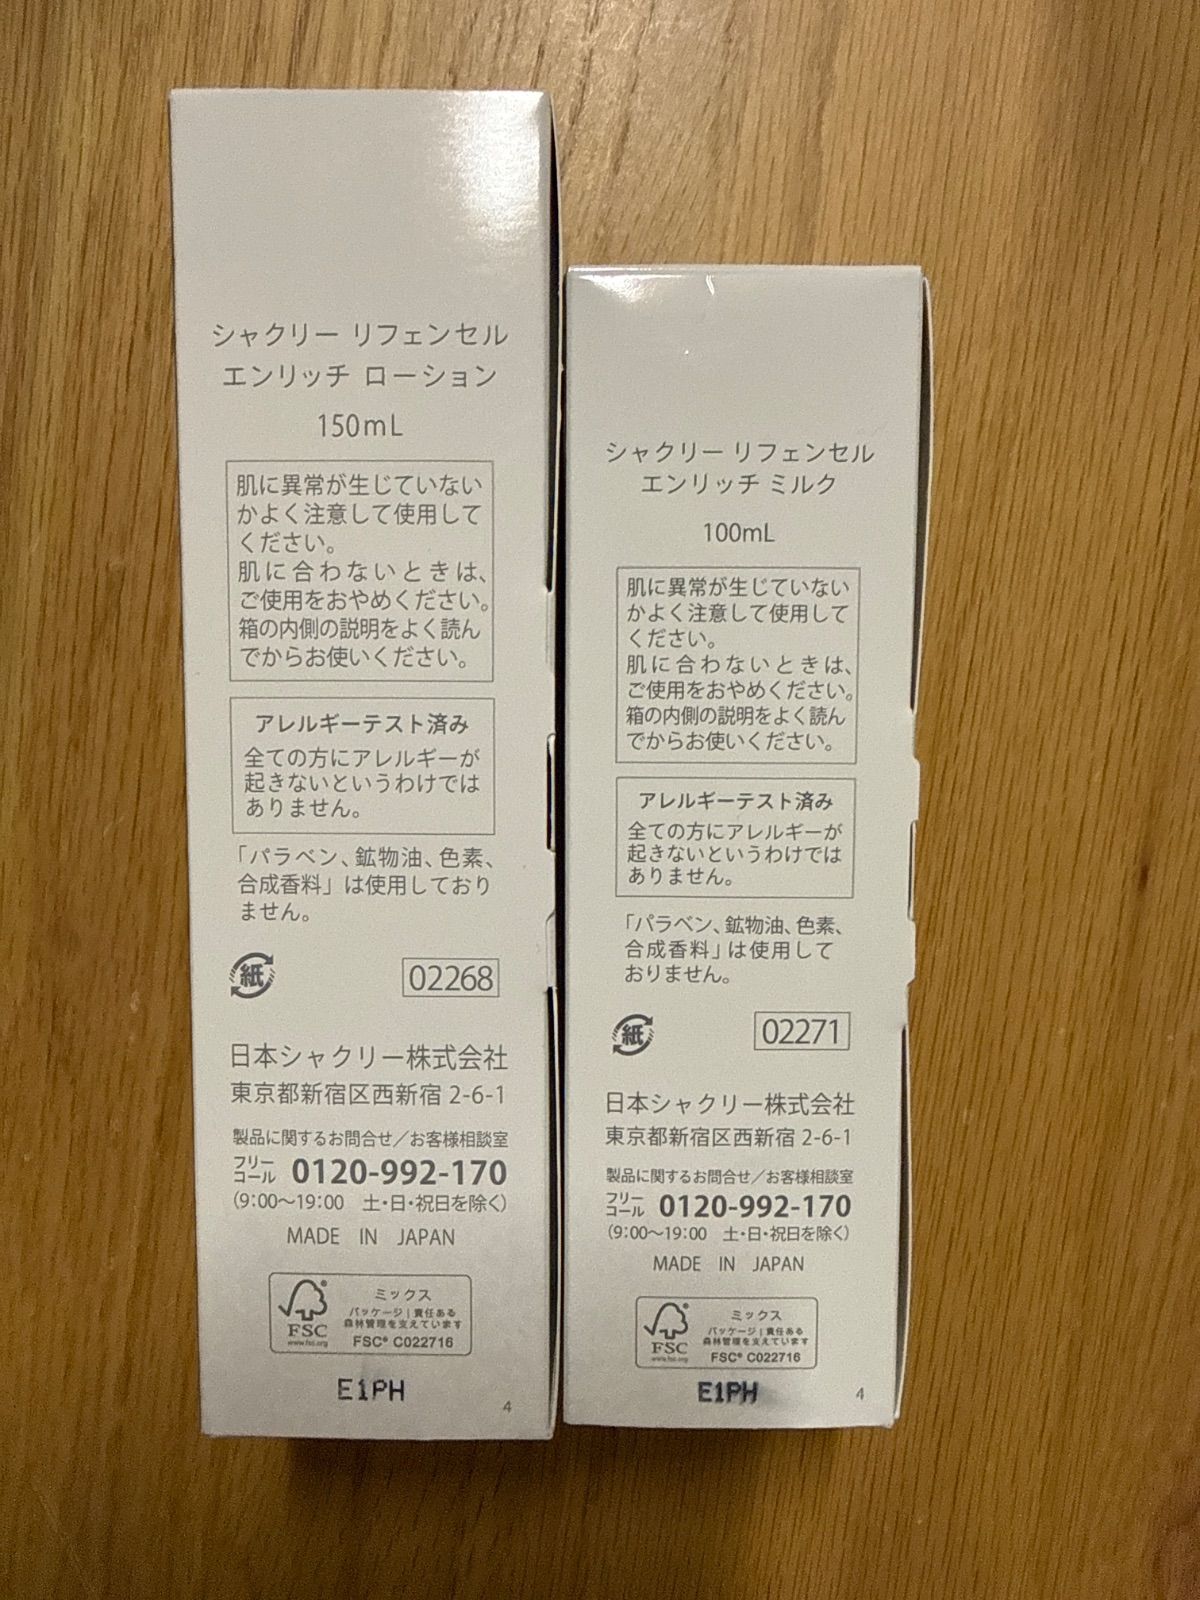 シャクリー リフェンセル
エンリッチ ローション
150mL
肌に異常が生じていない
かよく注意して使用して
ください。
肌に合わないときは、
ご使用をおやめください。
箱の内側の説明をよく読ん
でからお使いください。
アレルギーテスト済み
全ての方にアレルギーが
起きないというわけでは
ありません。
「パラベン、鉱物油、色素、
合成香料」は使用しており
ません。
紙
02268
日本シャクリー株式会社
東京都新宿区西新宿 2-6-1
製品に関するお問合せ／お客様相談室
フリー
コール 0120-992-170
(9:00〜19:00 土・日・祝日を除く)
MADE IN JAPAN
ミックス
パッケージ | 責任ある
森林管理を支えています
FSC® C022716
FSC
www.fsc.org
E1PH
4
シャクリー リフェンセル
エンリッチ ミルク
100mL
肌に異常が生じていない
かよく注意して使用して
ください。
肌に合わないときは、
ご使用をおやめください。
箱の内側の説明をよく読ん
でからお使いください。
アレルギーテスト済み
全ての方にアレルギーが
起きないというわけでは
ありません。
「パラベン、鉱物油、色素、
合成香料」は使用して
おりません。
紙
02271
日本シャクリー株式会社
東京都新宿区西新宿 2-6-1
製品に関するお問合せ／お客様相談室
フリー
コール 0120-992-170
(9:00〜19:00 土・日・祝日を除く)
MADE IN JAPAN
ミックス
パッケージ | 責任ある
森林管理を支えています
FSC® C022716
FSC
www.fsc.org
E1PH
4